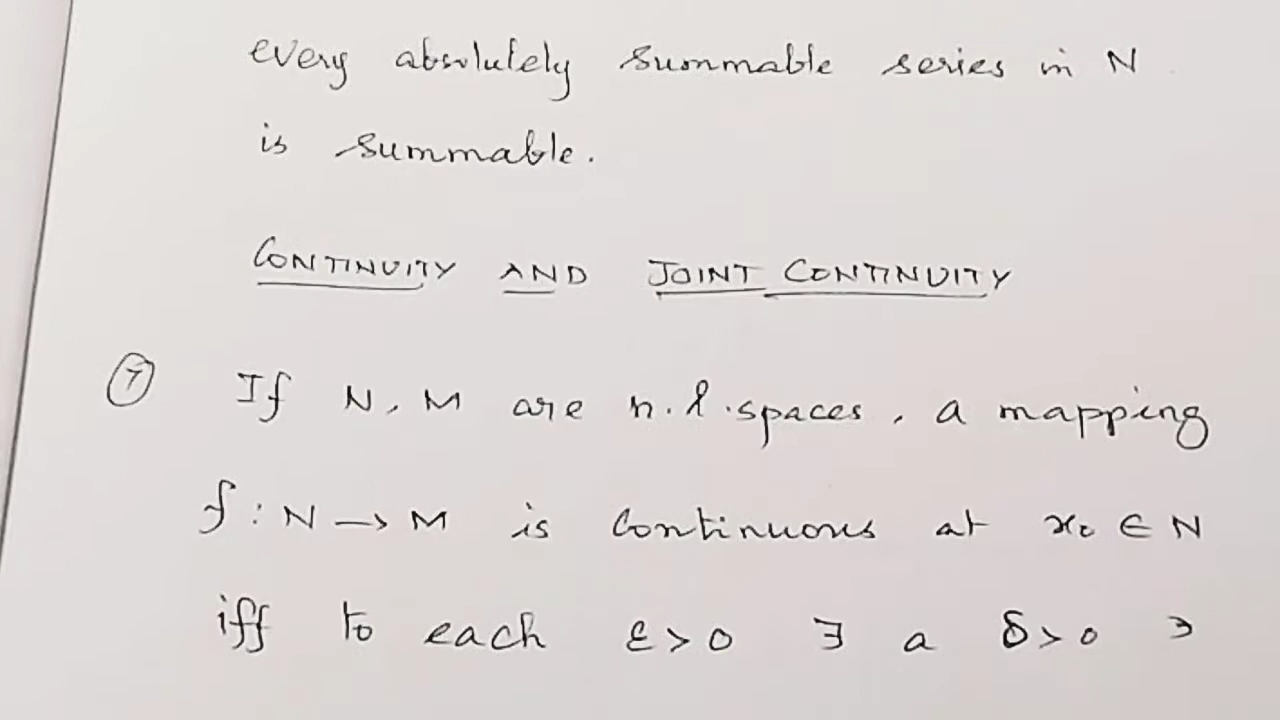 every absolutely summable series in N
is summable.
CONTINUITY AND JOINT CONTINUITY
⑦ If N, M are n.l.spaces, a mapping
f : N → M is continuous at x₀ ∈ N
iff to each ε > 0 ∃ a δ > 0 ∋